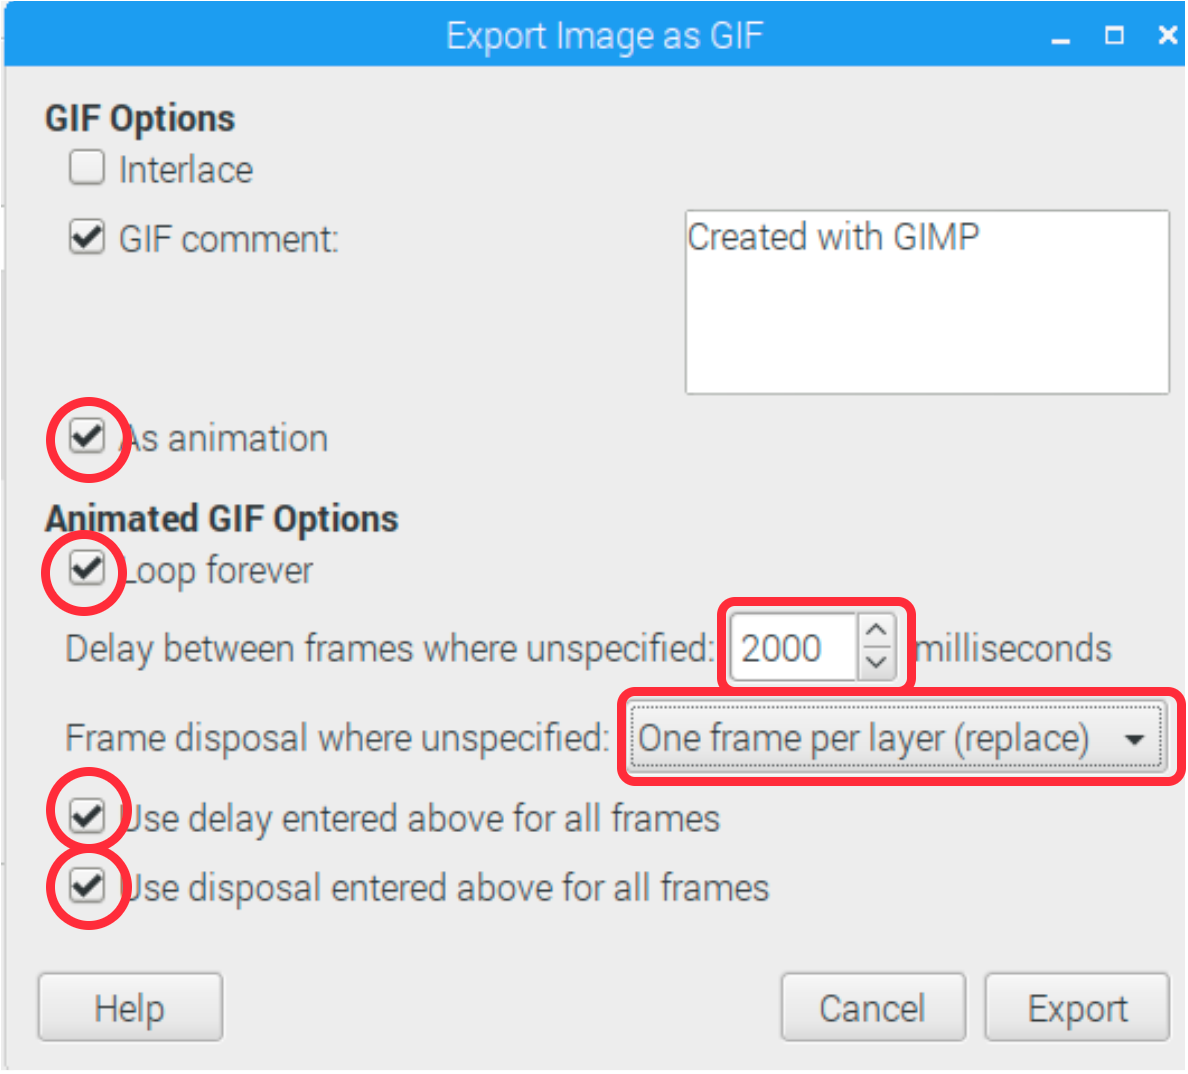 Export Image as GIF
GIF Options
Interlace
GIF comment:
Created with GIMP
As animation
Animated GIF Options
Loop forever
Delay between frames where unspecified: 2000 milliseconds
Frame disposal where unspecified: One frame per layer (replace)
Use delay entered above for all frames
Use disposal entered above for all frames
Help Cancel Export